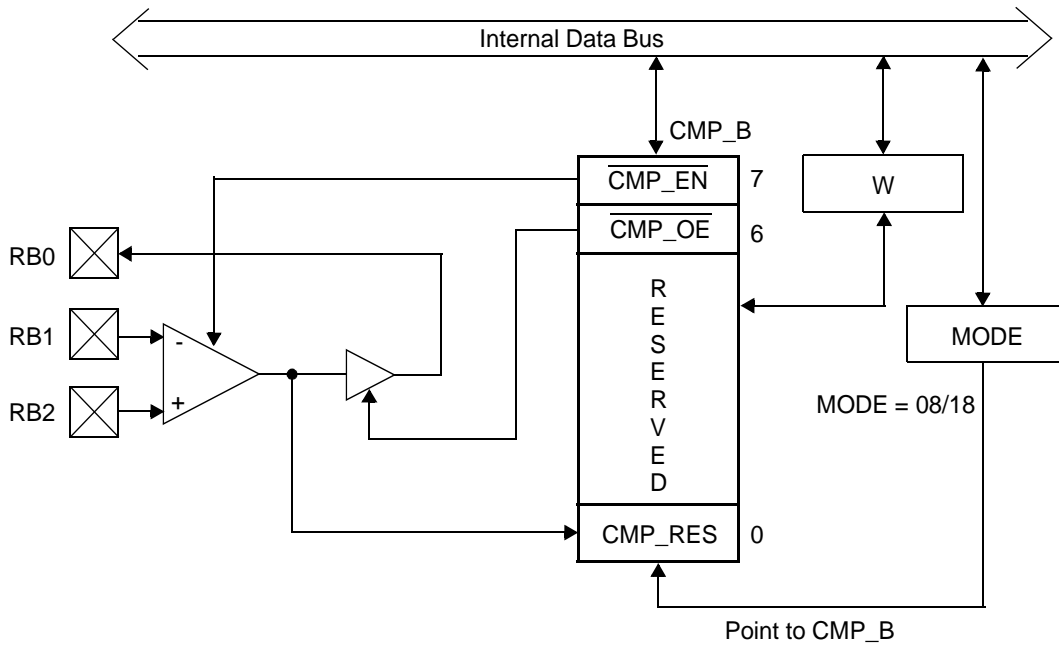 Internal Data Bus
CMP_B
CMP_EN
7
W
CMP_OE
6
RB0
R
E
S
E
R
V
E
D
RB1
-
MODE
RB2
+
MODE = 08/18
CMP_RES
0
Point to CMP_B